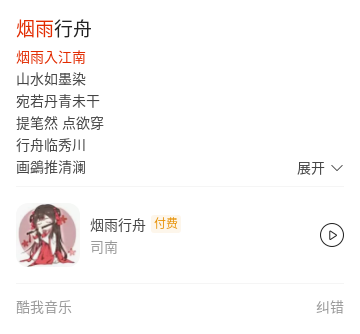 烟雨行舟
烟雨入江南
山水如墨染
宛若丹青未干
提笔然 点欲穿
行舟临秀川
画鹢推清澜
展开
烟雨行舟 付费
司南
酷我音乐 纠错